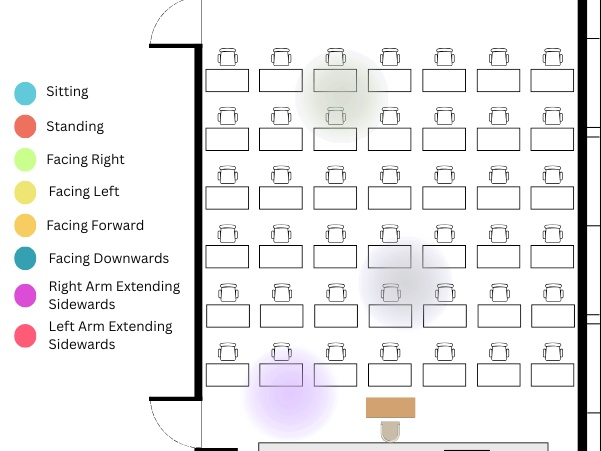 Sitting
Standing
Facing Right
Facing Left
Facing Forward
Facing Downwards
Right Arm Extending
Sidewards
Left Arm Extending
Sidewards